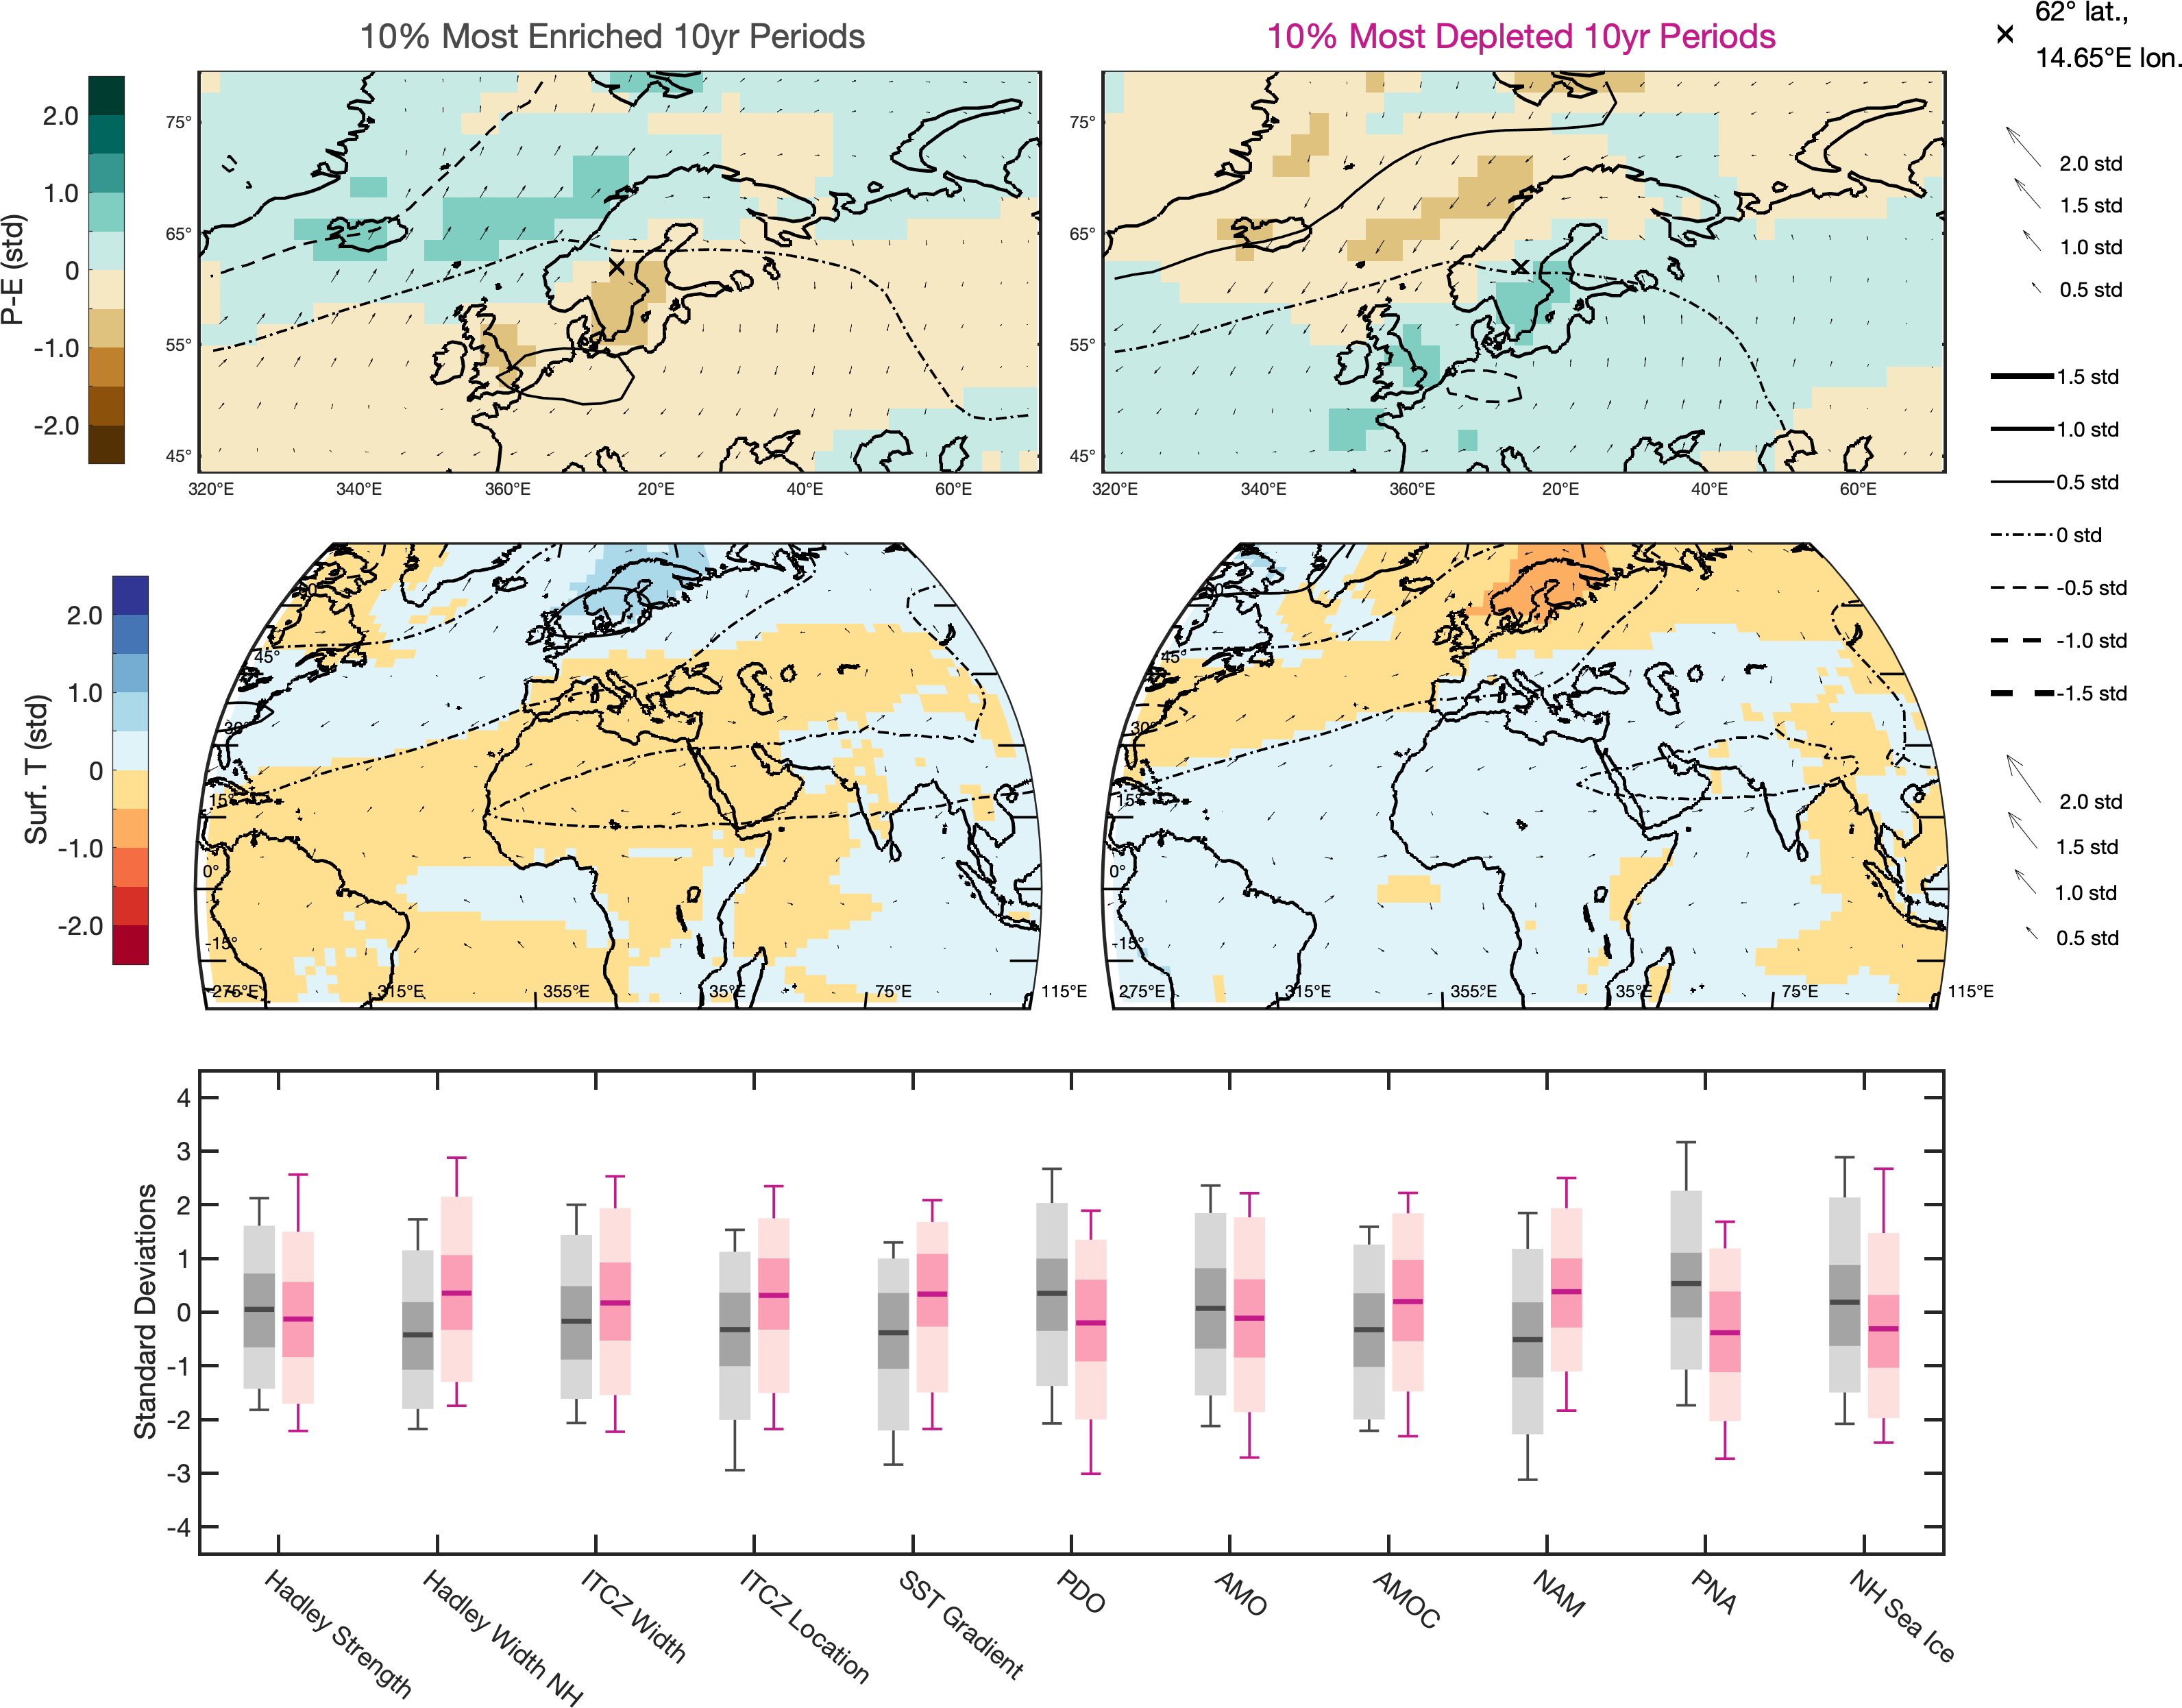 10% Most Enriched 10yr Periods
10% Most Depleted 10yr Periods
62° lat.,
14.65°E lon.
P-E (std)
2.0
1.0
0
-1.0
-2.0
75°
65°
55°
45°
320°E 340°E 360°E 20°E 40°E 60°E
75°
65°
55°
45°
320°E 340°E 360°E 20°E 40°E 60°E
2.0 std
1.5 std
1.0 std
0.5 std
1.5 std
1.0 std
0.5 std
0 std
-0.5 std
-1.0 std
-1.5 std
Surf. T (std)
2.0
1.0
0
-1.0
-2.0
45°
30°
15°
0°
-15°
275°E 315°E 355°E 35°E 75°E 115°E
45°
30°
15°
0°
-15°
275°E 315°E 355°E 35°E 75°E 115°E
2.0 std
1.5 std
1.0 std
0.5 std
Standard Deviations
4
3
2
1
0
-1
-2
-3
-4
Hadley Strength
Hadley Width NH
ITCZ Width
ITCZ Location
SST Gradient
PDO
AMO
AMOC
NAM
PNA
NH Sea Ice